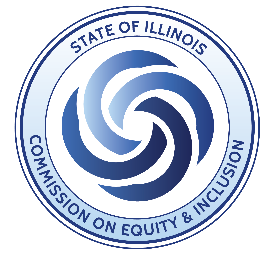 STATE OF ILLINOIS
COMMISSION ON EQUITY & INCLUSION